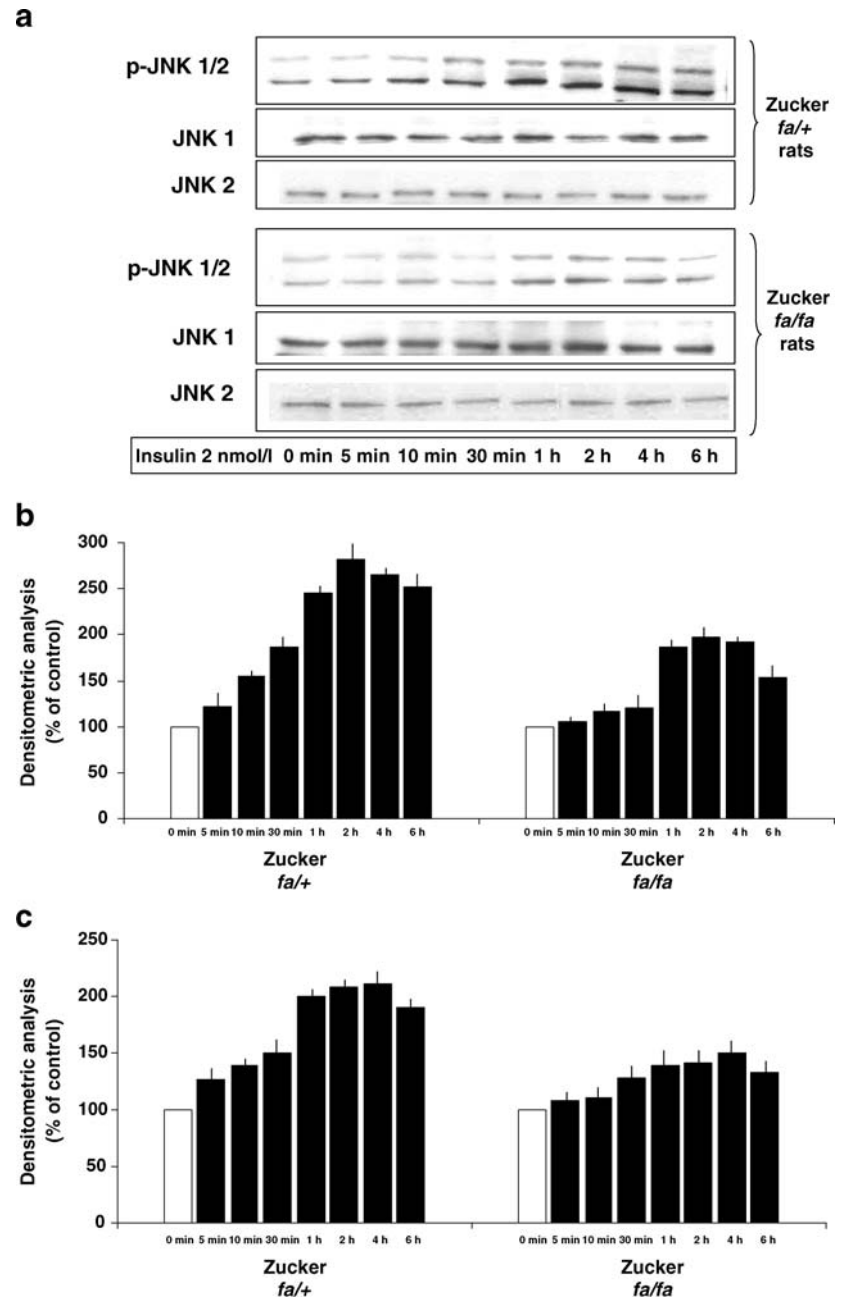 a
p-JNK 1/2
JNK 1
JNK 2
Zucker
fa/+
rats
p-JNK 1/2
JNK 1
JNK 2
Zucker
fa/fa
rats
Insulin 2 nmol/l 0 min 5 min 10 min 30 min 1 h 2 h 4 h 6 h
b
Densitometric analysis
(% of control)
300
250
200
150
100
50
0
0 min 5 min 10 min 30 min 1 h 2 h 4 h 6 h
Zucker
fa/+
0 min 5 min 10 min 30 min 1 h 2 h 4 h 6 h
Zucker
fa/fa
c
Densitometric analysis
(% of control)
250
200
150
100
50
0
0 min 5 min 10 min 30 min 1 h 2 h 4 h 6 h
Zucker
fa/+
0 min 5 min 10 min 30 min 1 h 2 h 4 h 6 h
Zucker
fa/fa